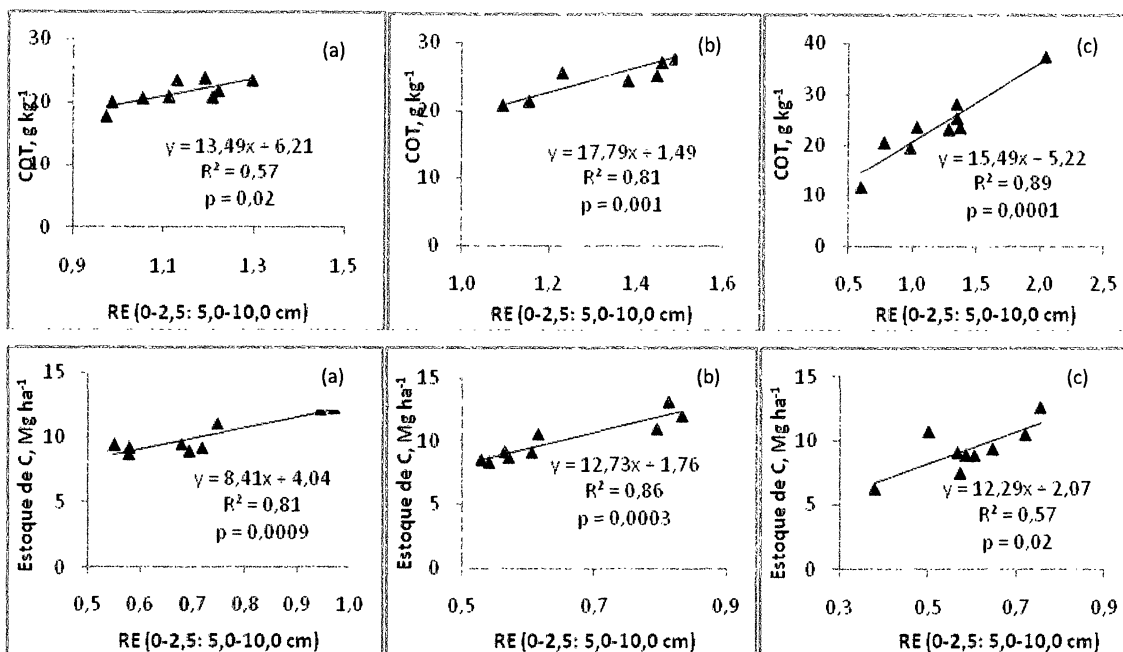 30
20
10
0
COT, g kg⁻¹
(a)
y = 13,49x + 6,21
R² = 0,57
p = 0,02
0,9 1,1 1,3 1,5
RE (0-2,5: 5,0-10,0 cm)
30
20
10
0
COT, g kg⁻¹
(b)
y = 17,79x + 1,49
R² = 0,81
p = 0,001
1,0 1,2 1,4 1,6
RE (0-2,5: 5,0-10,0 cm)
40
30
20
10
0
COT, g kg⁻¹
(c)
y = 15,49x + 5,22
R² = 0,89
p = 0,0001
0,5 1,0 1,5 2,0 2,5
RE (0-2,5: 5,0-10,0 cm)
15
10
5
0
Estoque de C, Mg ha⁻¹
(a)
y = 8,41x + 4,04
R² = 0,81
p = 0,0009
0,5 0,6 0,7 0,8 0,9 1,0
RE (0-2,5: 5,0-10,0 cm)
15
10
5
0
Estoque de C, Mg ha⁻¹
(b)
y = 12,73x + 1,76
R² = 0,86
p = 0,0003
0,5 0,7 0,9
RE (0-2,5: 5,0-10,0 cm)
15
10
5
0
Estoque de C, Mg ha⁻¹
(c)
y = 12,29x + 2,07
R² = 0,57
p = 0,02
0,3 0,5 0,7 0,9
RE (0-2,5: 5,0-10,0 cm)